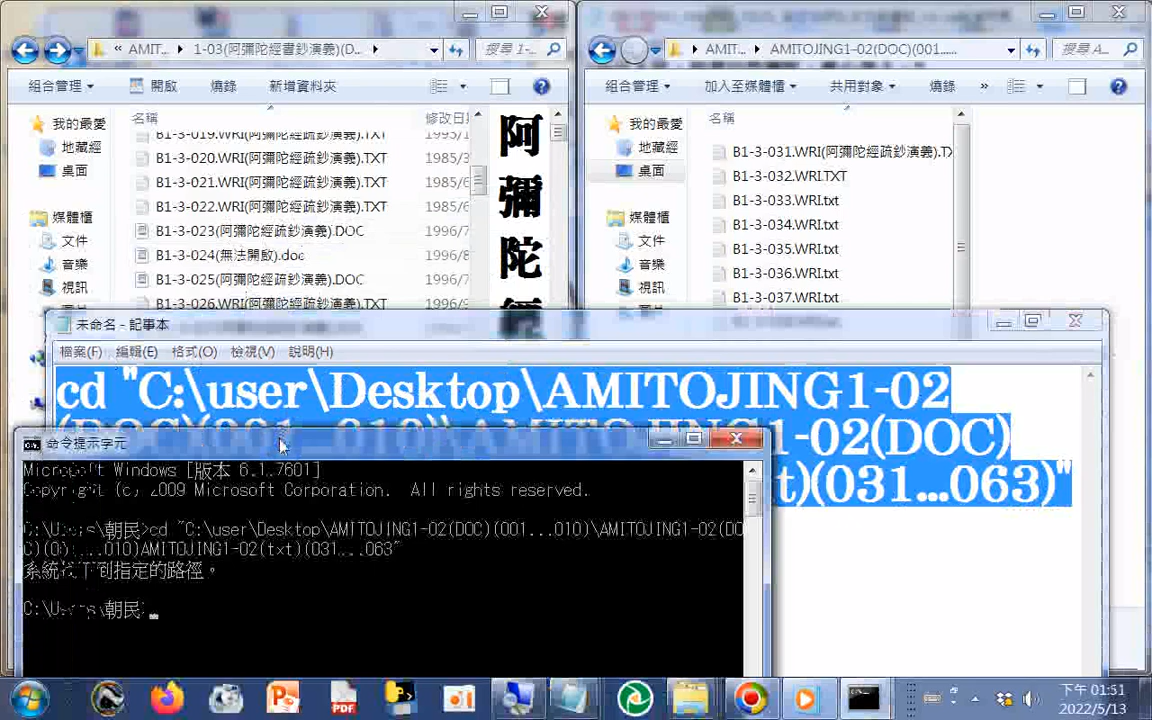 AMIT...
1-03(阿彌陀經書鈔演義)(D...
搜尋 1-...
組合管理
開啟
燒錄
新增資料夾
我的最愛
地藏經
桌面
媒體櫃
文件
音樂
視訊
名稱
修改日
B1-3-019.WRI(阿彌陀經疏鈔演義).TXT
B1-3-020.WRI(阿彌陀經疏鈔演義).TXT 1985/
B1-3-021.WRI(阿彌陀經疏鈔演義).TXT 1985/6
B1-3-022.WRI(阿彌陀經疏鈔演義).TXT 1985/6
B1-3-023(阿彌陀經疏鈔演義).DOC 1996/7
B1-3-024(無法開啟).doc 1996/8
B1-3-025(阿彌陀經疏鈔演義).DOC 1996/8
B1-3-026.WRI(阿彌陀經疏鈔演義).TXT
阿
彌
陀
經
AMIT...
AMITOJING1-02(DOC)(001......
搜尋 A...
組合管理
加入至媒體櫃
共用對象
燒錄
»
我的最愛
地藏經
桌面
媒體櫃
文件
音樂
視訊
名稱
B1-3-031.WRI(阿彌陀經疏鈔演義).TX
B1-3-032.WRI.TXT
B1-3-033.WRI.txt
B1-3-034.WRI.txt
B1-3-035.WRI.txt
B1-3-036.WRI.txt
B1-3-037.WRI.txt
未命名 - 記事本
檔案(F) 編輯(E) 格式(O) 檢視(V) 說明(H)
cd "C:\user\Desktop\AMITOJING1-02
(DOC)(001...010)\AMITOJING1-02(DOC)
t)(031...063)"
命令提示字元
Microsoft Windows [版本 6.1.7601]
Copyright (c) 2009 Microsoft Corporation. All rights reserved.
C:\Users\朝民>cd "C:\user\Desktop\AMITOJING1-02(DOC)(001...010)\AMITOJING1-02(DO
C)(001...010)AMITOJING1-02(txt)(031...063"
系統找不到指定的路徑。
C:\Users\朝民>
PDF
下午 01:51
2022/5/13